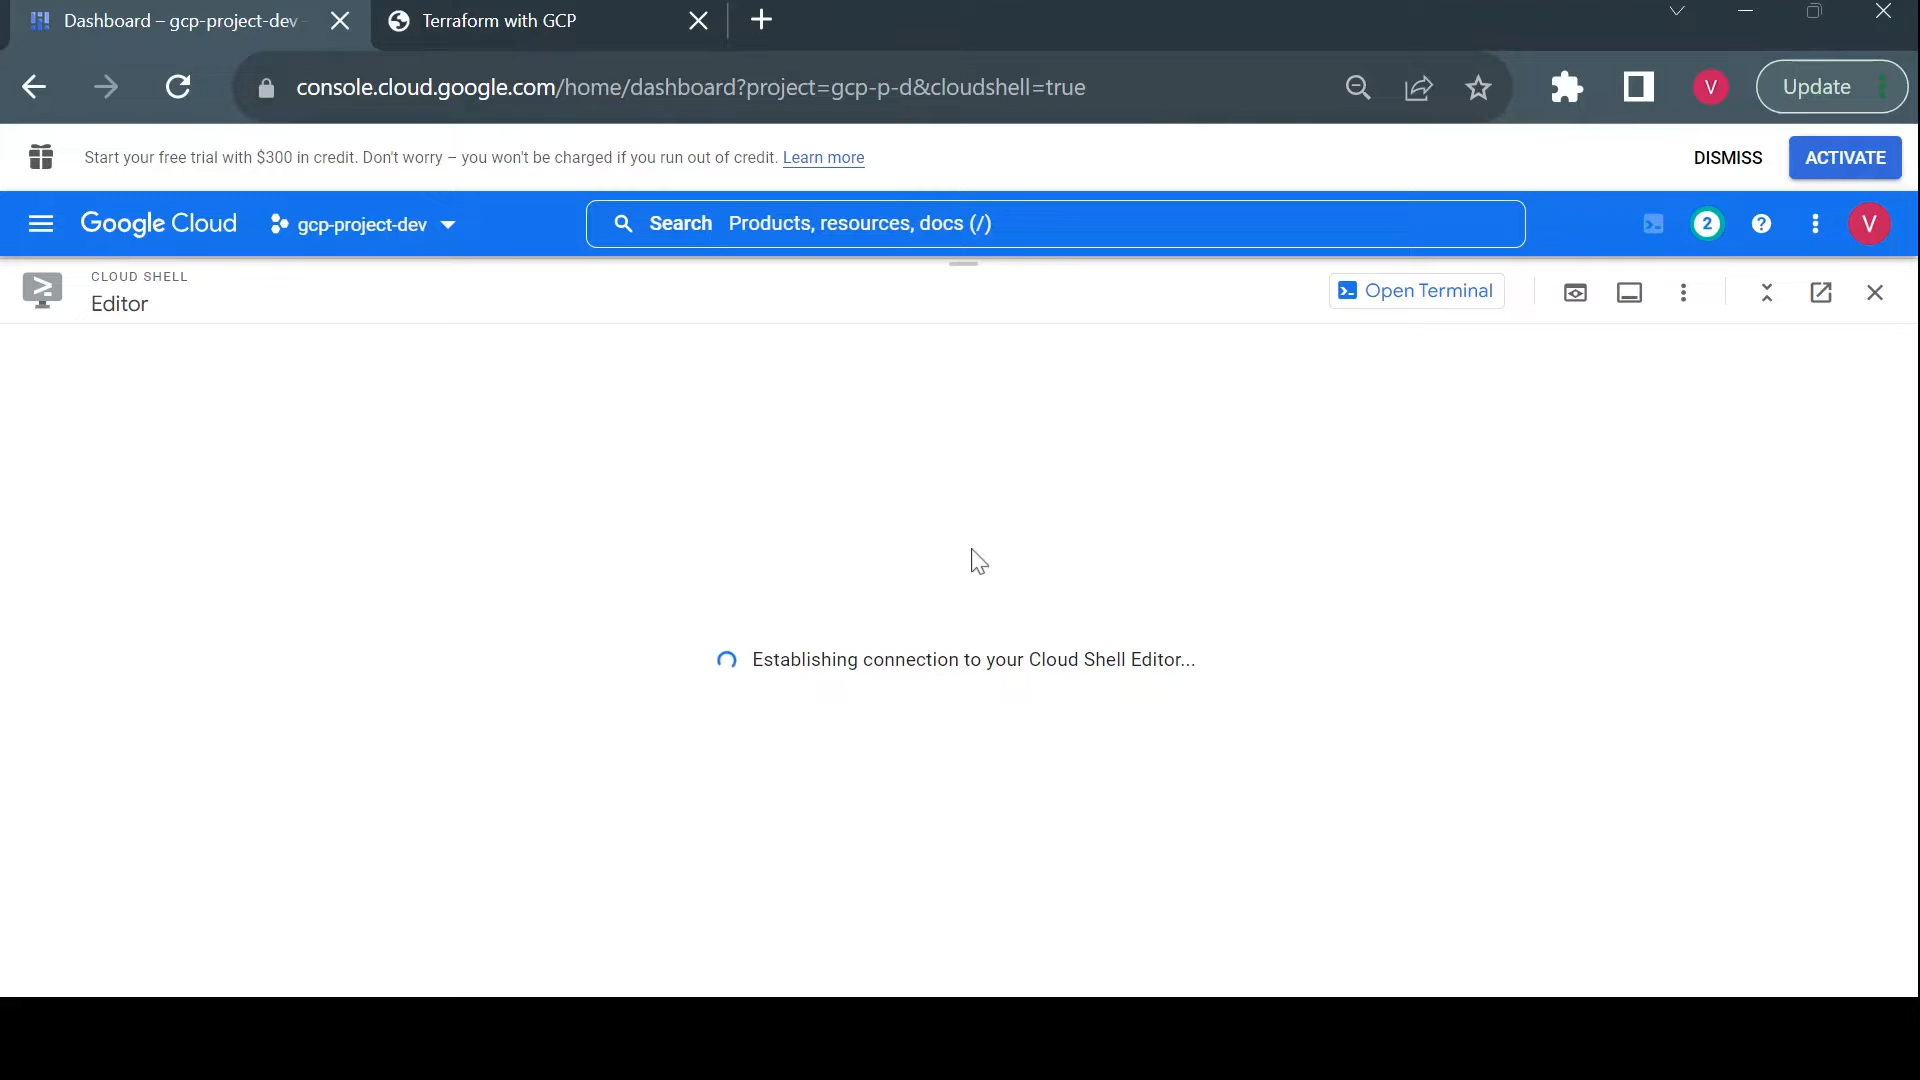 Dashboard – gcp-project-dev
Terraform with GCP
console.cloud.google.com/home/dashboard?project=gcp-p-d&cloudshell=true
V
Update
Start your free trial with $300 in credit. Don't worry – you won't be charged if you run out of credit. Learn more
DISMISS
ACTIVATE
Google Cloud
gcp-project-dev
Search Products, resources, docs (/)
2
?
V
CLOUD SHELL
Editor
Open Terminal
Establishing connection to your Cloud Shell Editor...